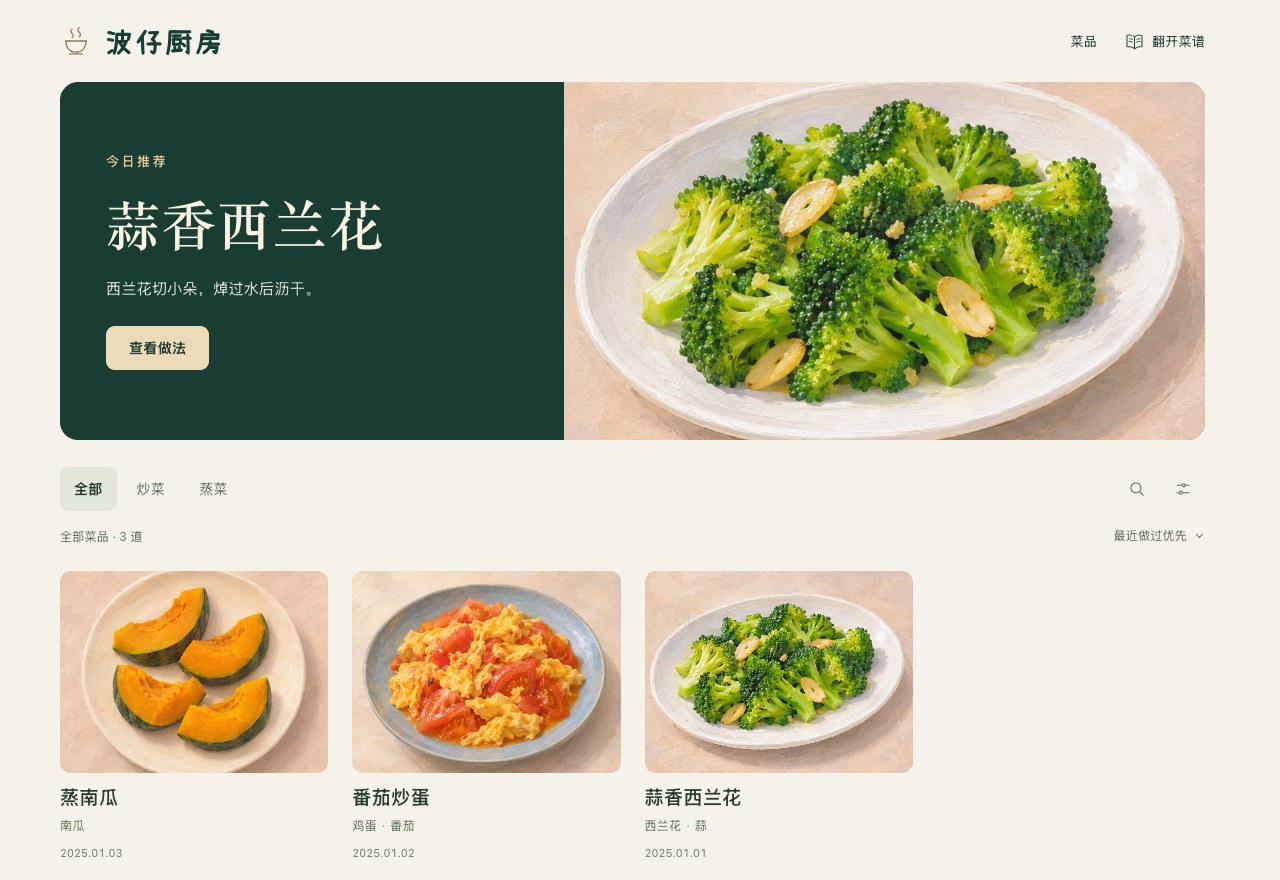 波仔厨房
菜品
翻开菜谱
今日推荐
蒜香西兰花
西兰花切小朵，焯过水后沥干。
查看做法
全部
炒菜
蒸菜
全部菜品 · 3 道
最近做过优先
蒸南瓜
南瓜
2025.01.03
番茄炒蛋
鸡蛋 · 番茄
2025.01.02
蒜香西兰花
西兰花 · 蒜
2025.01.01